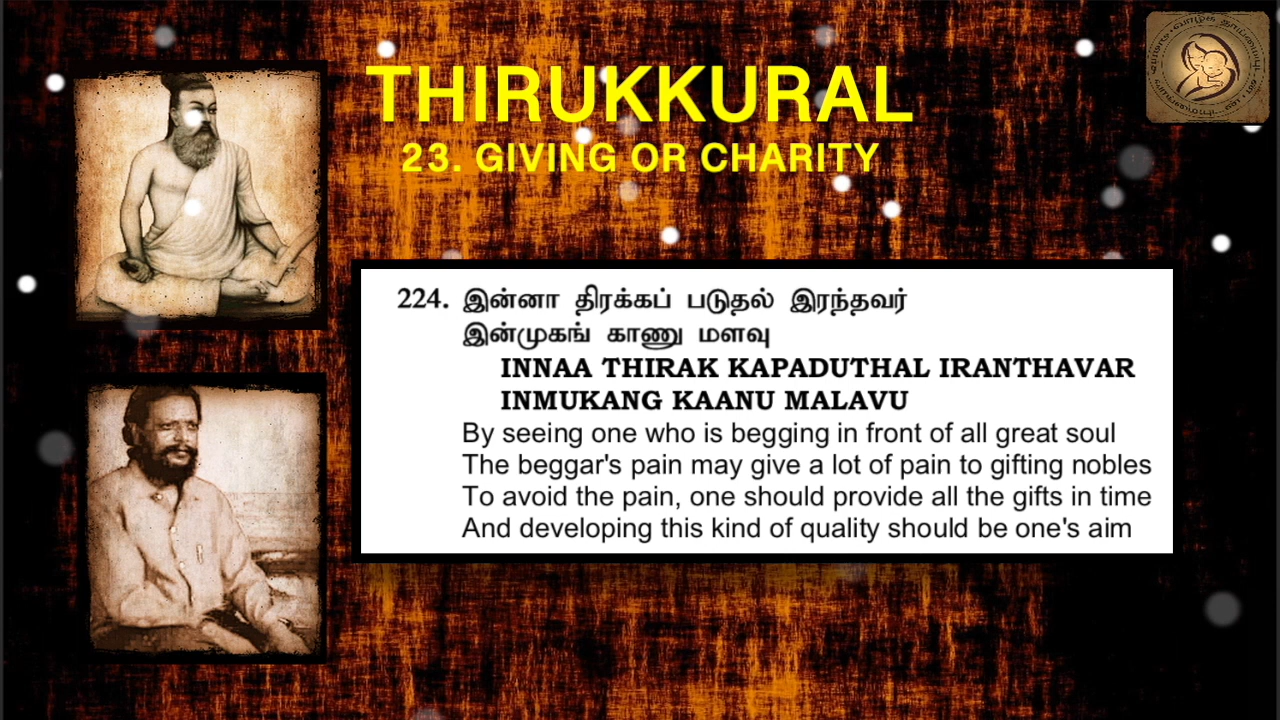 THIRUKKURAL
23. GIVING OR CHARITY
224. இன்னா திரக்கப் படுதல் இரந்தவர்
இன்முகங் காணு மளவு
INNAA THIRAK KAPADUTHAL IRANTHAVAR
INMUKANG KAANU MALAVU
By seeing one who is begging in front of all great soul
The beggar's pain may give a lot of pain to gifting nobles
To avoid the pain, one should provide all the gifts in time
And developing this kind of quality should be one's aim